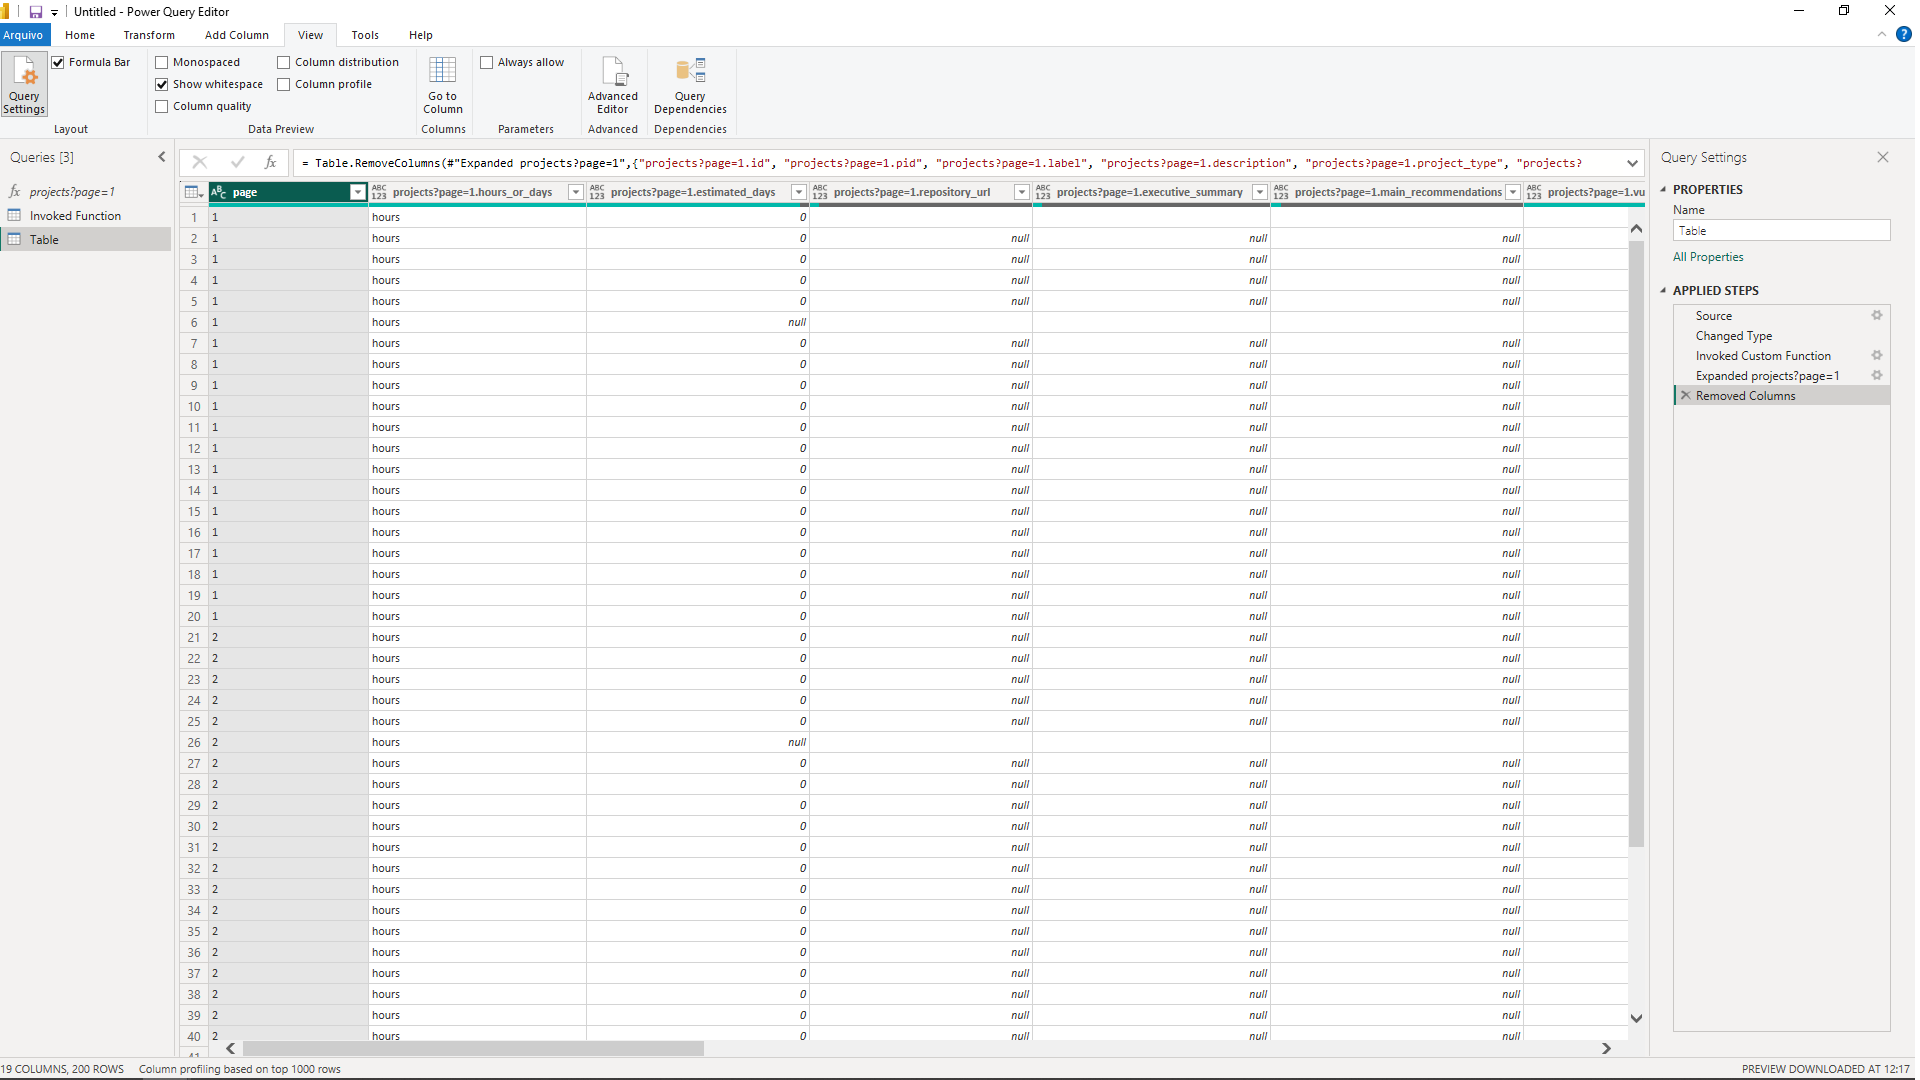 Untitled - Power Query Editor
Arquivo Home Transform Add Column View Tools Help
Query Settings
Formula Bar
Layout
Monospaced
Show whitespace
Column quality
Column distribution
Column profile
Data Preview
Go to Column
Columns
Always allow
Parameters
Advanced Editor
Advanced
Query Dependencies
Dependencies
Queries [3]
fx projects?page=1
Invoked Function
Table
fx = Table.RemoveColumns(#"Expanded projects?page=1",{"projects?page=1.id", "projects?page=1.pid", "projects?page=1.label", "projects?page=1.description", "projects?page=1.project_type", "projects?
ABC page ABC 123 projects?page=1.hours_or_days ABC 123 projects?page=1.estimated_days ABC 123 projects?page=1.repository_url ABC 123 projects?page=1.executive_summary ABC 123 projects?page=1.main_recommendations ABC 123 projects?page=1.vu
1 1 hours 0
2 1 hours 0 null null null
3 1 hours 0 null null null
4 1 hours 0 null null null
5 1 hours 0 null null null
6 1 hours null
7 1 hours 0 null null null
8 1 hours 0 null null null
9 1 hours 0 null null null
10 1 hours 0 null null null
11 1 hours 0 null null null
12 1 hours 0 null null null
13 1 hours 0 null null null
14 1 hours 0 null null null
15 1 hours 0 null null null
16 1 hours 0 null null null
17 1 hours 0 null null null
18 1 hours 0 null null null
19 1 hours 0 null null null
20 1 hours 0 null null null
21 2 hours 0 null null null
22 2 hours 0 null null null
23 2 hours 0 null null null
24 2 hours 0 null null null
25 2 hours 0 null null null
26 2 hours null
27 2 hours 0 null null null
28 2 hours 0 null null null
29 2 hours 0 null null null
30 2 hours 0 null null null
31 2 hours 0 null null null
32 2 hours 0 null null null
33 2 hours 0 null null null
34 2 hours 0 null null null
35 2 hours 0 null null null
36 2 hours 0 null null null
37 2 hours 0 null null null
38 2 hours 0 null null null
39 2 hours 0 null null null
40 2 hours 0 null null null
41
Query Settings
PROPERTIES
Name
Table
All Properties
APPLIED STEPS
Source
Changed Type
Invoked Custom Function
Expanded projects?page=1
Removed Columns
19 COLUMNS, 200 ROWS Column profiling based on top 1000 rows
PREVIEW DOWNLOADED AT 12:17